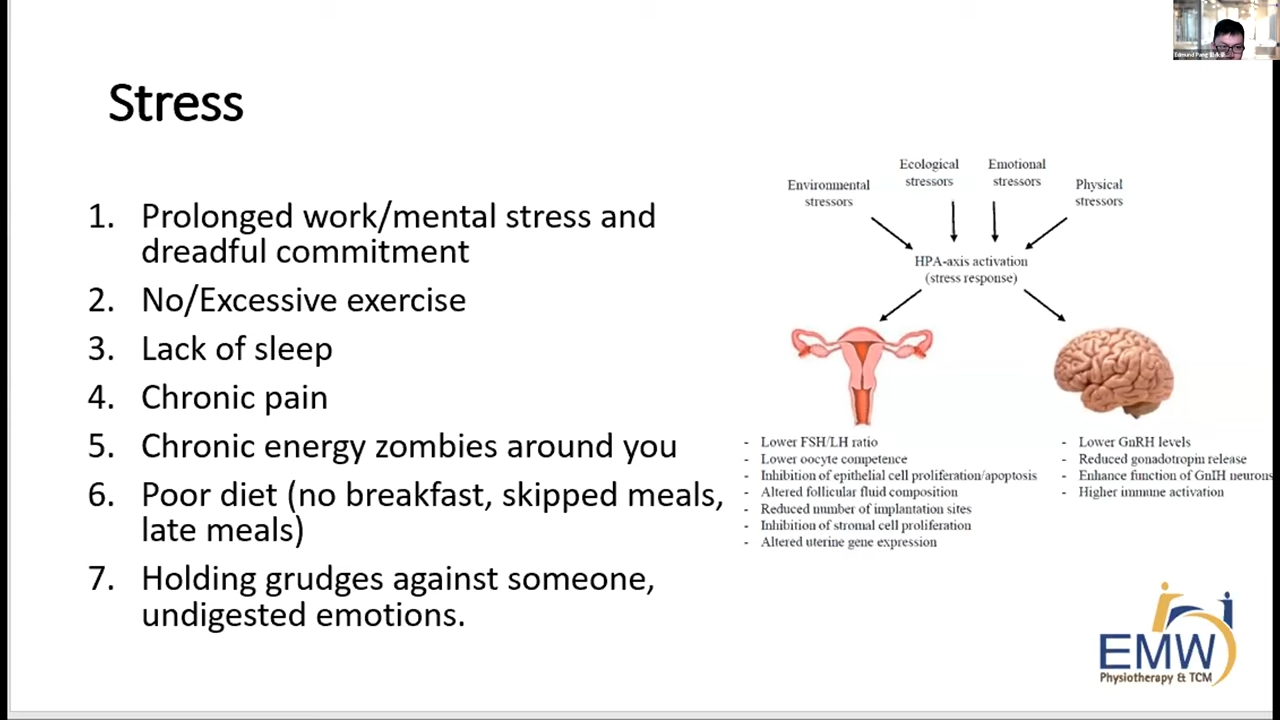 Stress
1. Prolonged work/mental stress and
dreadful commitment
2. No/Excessive exercise
3. Lack of sleep
4. Chronic pain
5. Chronic energy zombies around you
6. Poor diet (no breakfast, skipped meals,
late meals)
7. Holding grudges against someone,
undigested emotions.
Environmental
stressors
Ecological
stressors
Emotional
stressors
Physical
stressors
HPA-axis activation
(stress response)
- Lower FSH/LH ratio
- Lower oocyte competence
- Inhibition of epithelial cell proliferation/apoptosis
- Altered follicular fluid composition
- Reduced number of implantation sites
- Inhibition of stromal cell proliferation
- Altered uterine gene expression
- Lower GnRH levels
- Reduced gonadotropin release
- Enhance function of GnIH neurons
- Higher immune activation
EMW
Physiotherapy & TCM
Edmund